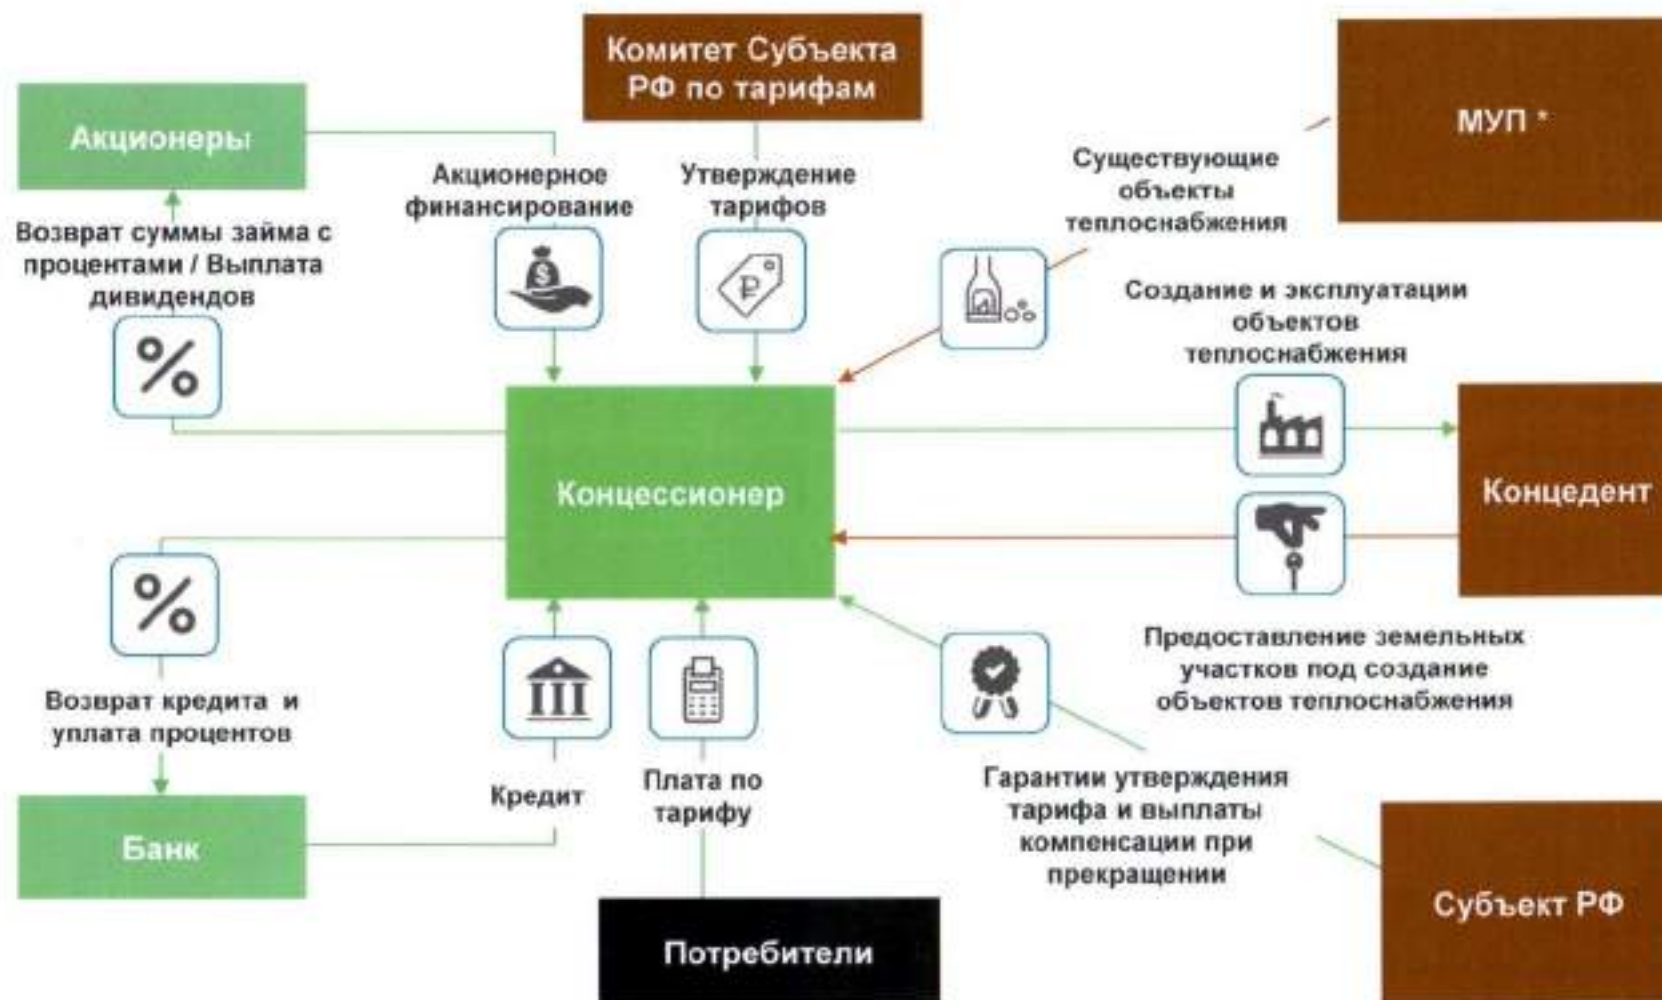 Комитет Субъекта
РФ по тарифам
МУП *
Акционеры
Акционерное
финансирование
Утверждение
тарифов
Существующие
объекты
теплоснабжения
Возврат суммы займа с
процентами / Выплата
дивидендов
Создание и эксплуатации
объектов
теплоснабжения
Концессионер
Концедент
Предоставление земельных
участков под создание
объектов теплоснабжения
Возврат кредита и
уплата процентов
Кредит
Плата по
тарифу
Гарантии утверждения
тарифа и выплаты
компенсации при
прекращении
Банк
Потребители
Субъект РФ